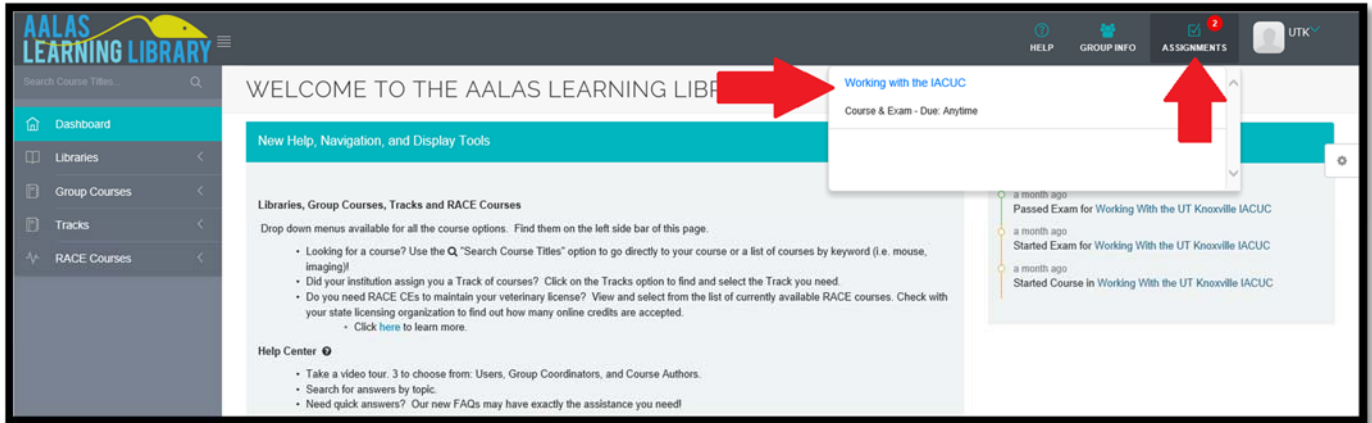 AALAS
LEARNING LIBRARY
HELP
GROUP INFO
2
ASSIGNMENTS
UTK
Search Course Titles...
Dashboard
Libraries
Group Courses
Tracks
RACE Courses
WELCOME TO THE AALAS LEARNING LIBR
Working with the IACUC
Course & Exam - Due: Anytime
New Help, Navigation, and Display Tools
Libraries, Group Courses, Tracks and RACE Courses
Drop down menus available for all the course options. Find them on the left side bar of this page.
• Looking for a course? Use the "Search Course Titles" option to go directly to your course or a list of courses by keyword (i.e. mouse,
imaging)!
• Did your institution assign you a Track of courses? Click on the Tracks option to find and select the Track you need.
• Do you need RACE CEs to maintain your veterinary license? View and select from the list of currently available RACE courses. Check with
your state licensing organization to find out how many online credits are accepted.
• Click here to learn more.
Help Center
• Take a video tour. 3 to choose from: Users, Group Coordinators, and Course Authors.
• Search for answers by topic.
• Need quick answers? Our new FAQs may have exactly the assistance you need!
a month ago
Passed Exam for Working With the UT Knoxville IACUC
a month ago
Started Exam for Working With the UT Knoxville IACUC
a month ago
Started Course in Working With the UT Knoxville IACUC